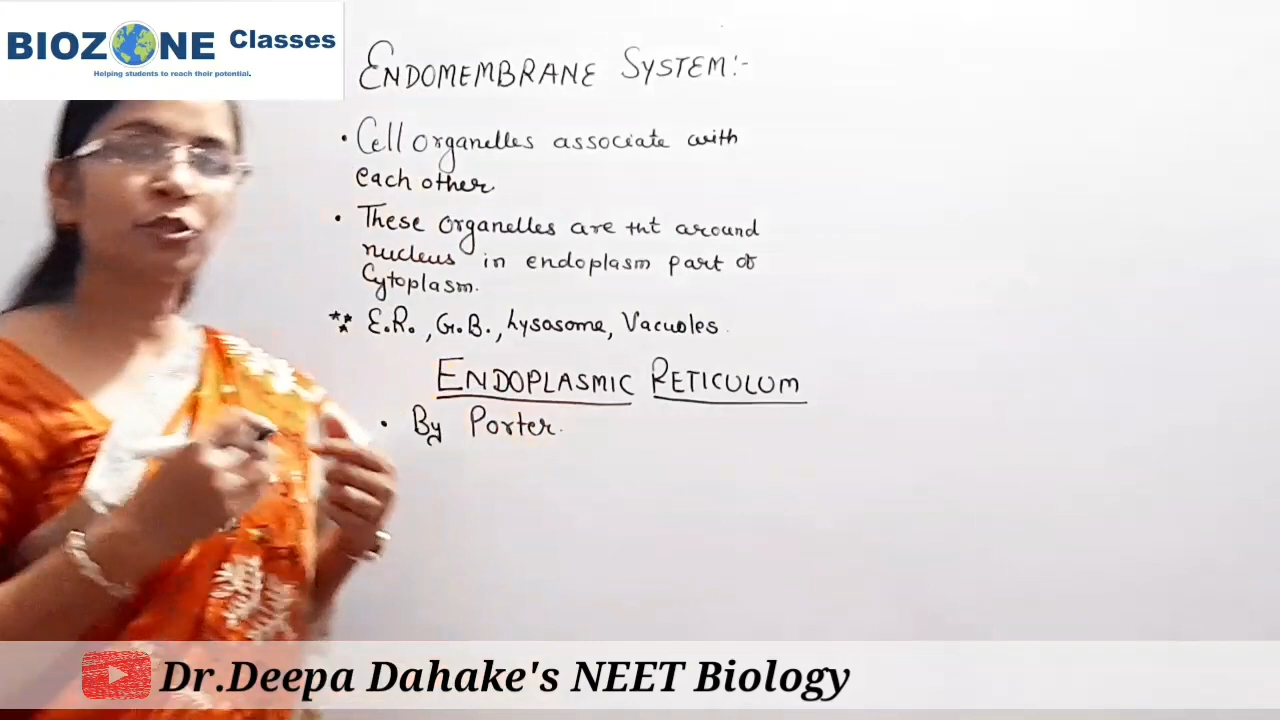 BIOZONE Classes
Helping students to reach their potential.
ENDOMEMBRANE SYSTEM:-
• Cell organelles associate with
each other.
• These organelles are tht around
nucleus in endoplasm part of
Cytoplasm.
*** E.R., G.B., Lysosome, Vacuoles.
ENDOPLASMIC RETICULUM
• By Porter.
Dr.Deepa Dahake's NEET Biology